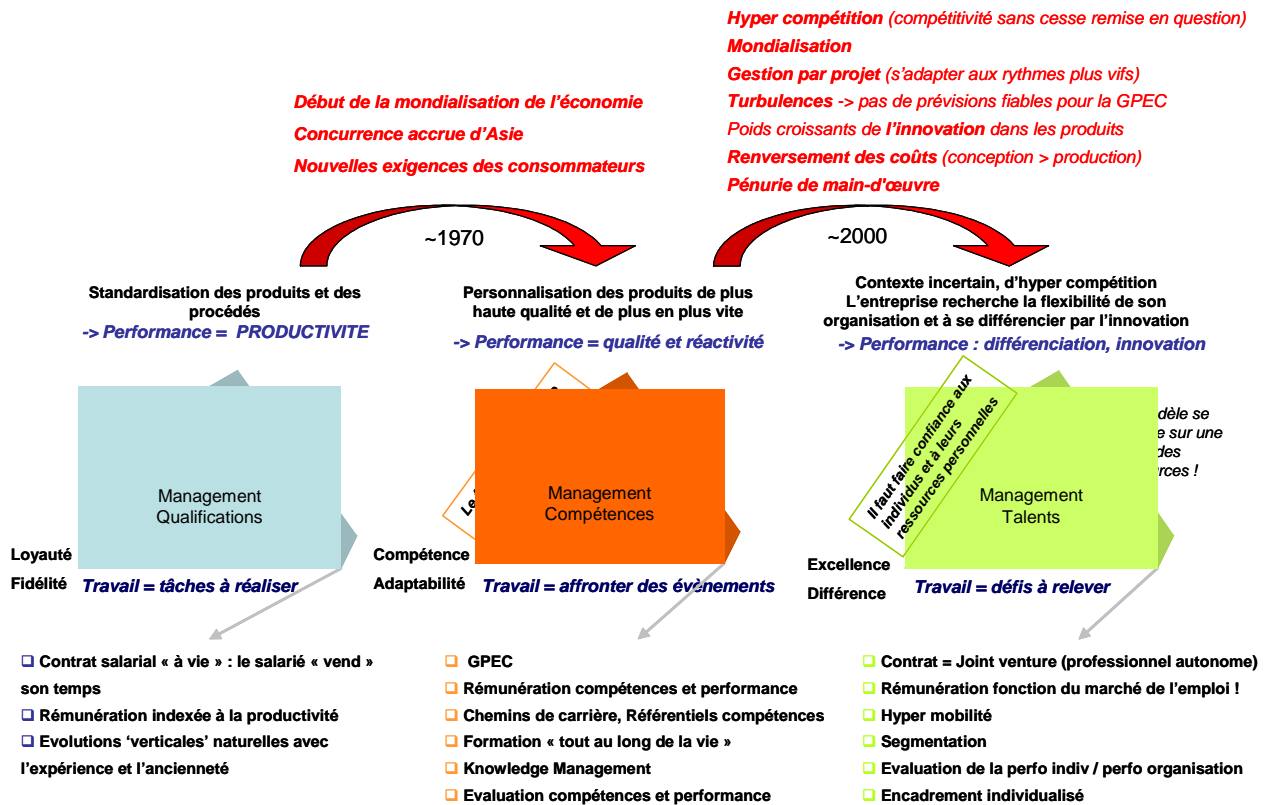 Hyper compétition (compétitivité sans cesse remise en question)
Mondialisation
Gestion par projet (s'adapter aux rythmes plus vifs)
Turbulences -> pas de prévisions fiables pour la GPEC
Poids croissants de l'innovation dans les produits
Renversement des coûts (conception > production)
Pénurie de main-d'œuvre
Début de la mondialisation de l'économie
Concurrence accrue d'Asie
Nouvelles exigences des consommateurs
~1970
~2000
Standardisation des produits et des
procédés
-> Performance = PRODUCTIVITE
Personnalisation des produits de plus
haute qualité et de plus en plus vite
-> Performance = qualité et réactivité
Contexte incertain, d'hyper compétition
L'entreprise recherche la flexibilité de son
organisation et à se différencier par l'innovation
-> Performance : différenciation, innovation
Management
Qualifications
Loyauté
Fidélité
Travail = tâches à réaliser
Le
Management
Compétences
Compétence
Adaptabilité
Travail = affronter des évènements
Il faut faire confiance aux
individus et à leurs
ressources personnelles
se
sur une
des
!
Management
Talents
Excellence
Différence
Travail = défis à relever
Contrat salarial « à vie » : le salarié « vend »
son temps
Rémunération indexée à la productivité
Evolutions 'verticales' naturelles avec
l'expérience et l'ancienneté
GPEC
Rémunération compétences et performance
Chemins de carrière, Référentiels compétences
Formation « tout au long de la vie »
Knowledge Management
Evaluation compétences et performance
Contrat = Joint venture (professionnel autonome)
Rémunération fonction du marché de l'emploi !
Hyper mobilité
Segmentation
Evaluation de la perfo indiv / perfo organisation
Encadrement individualisé